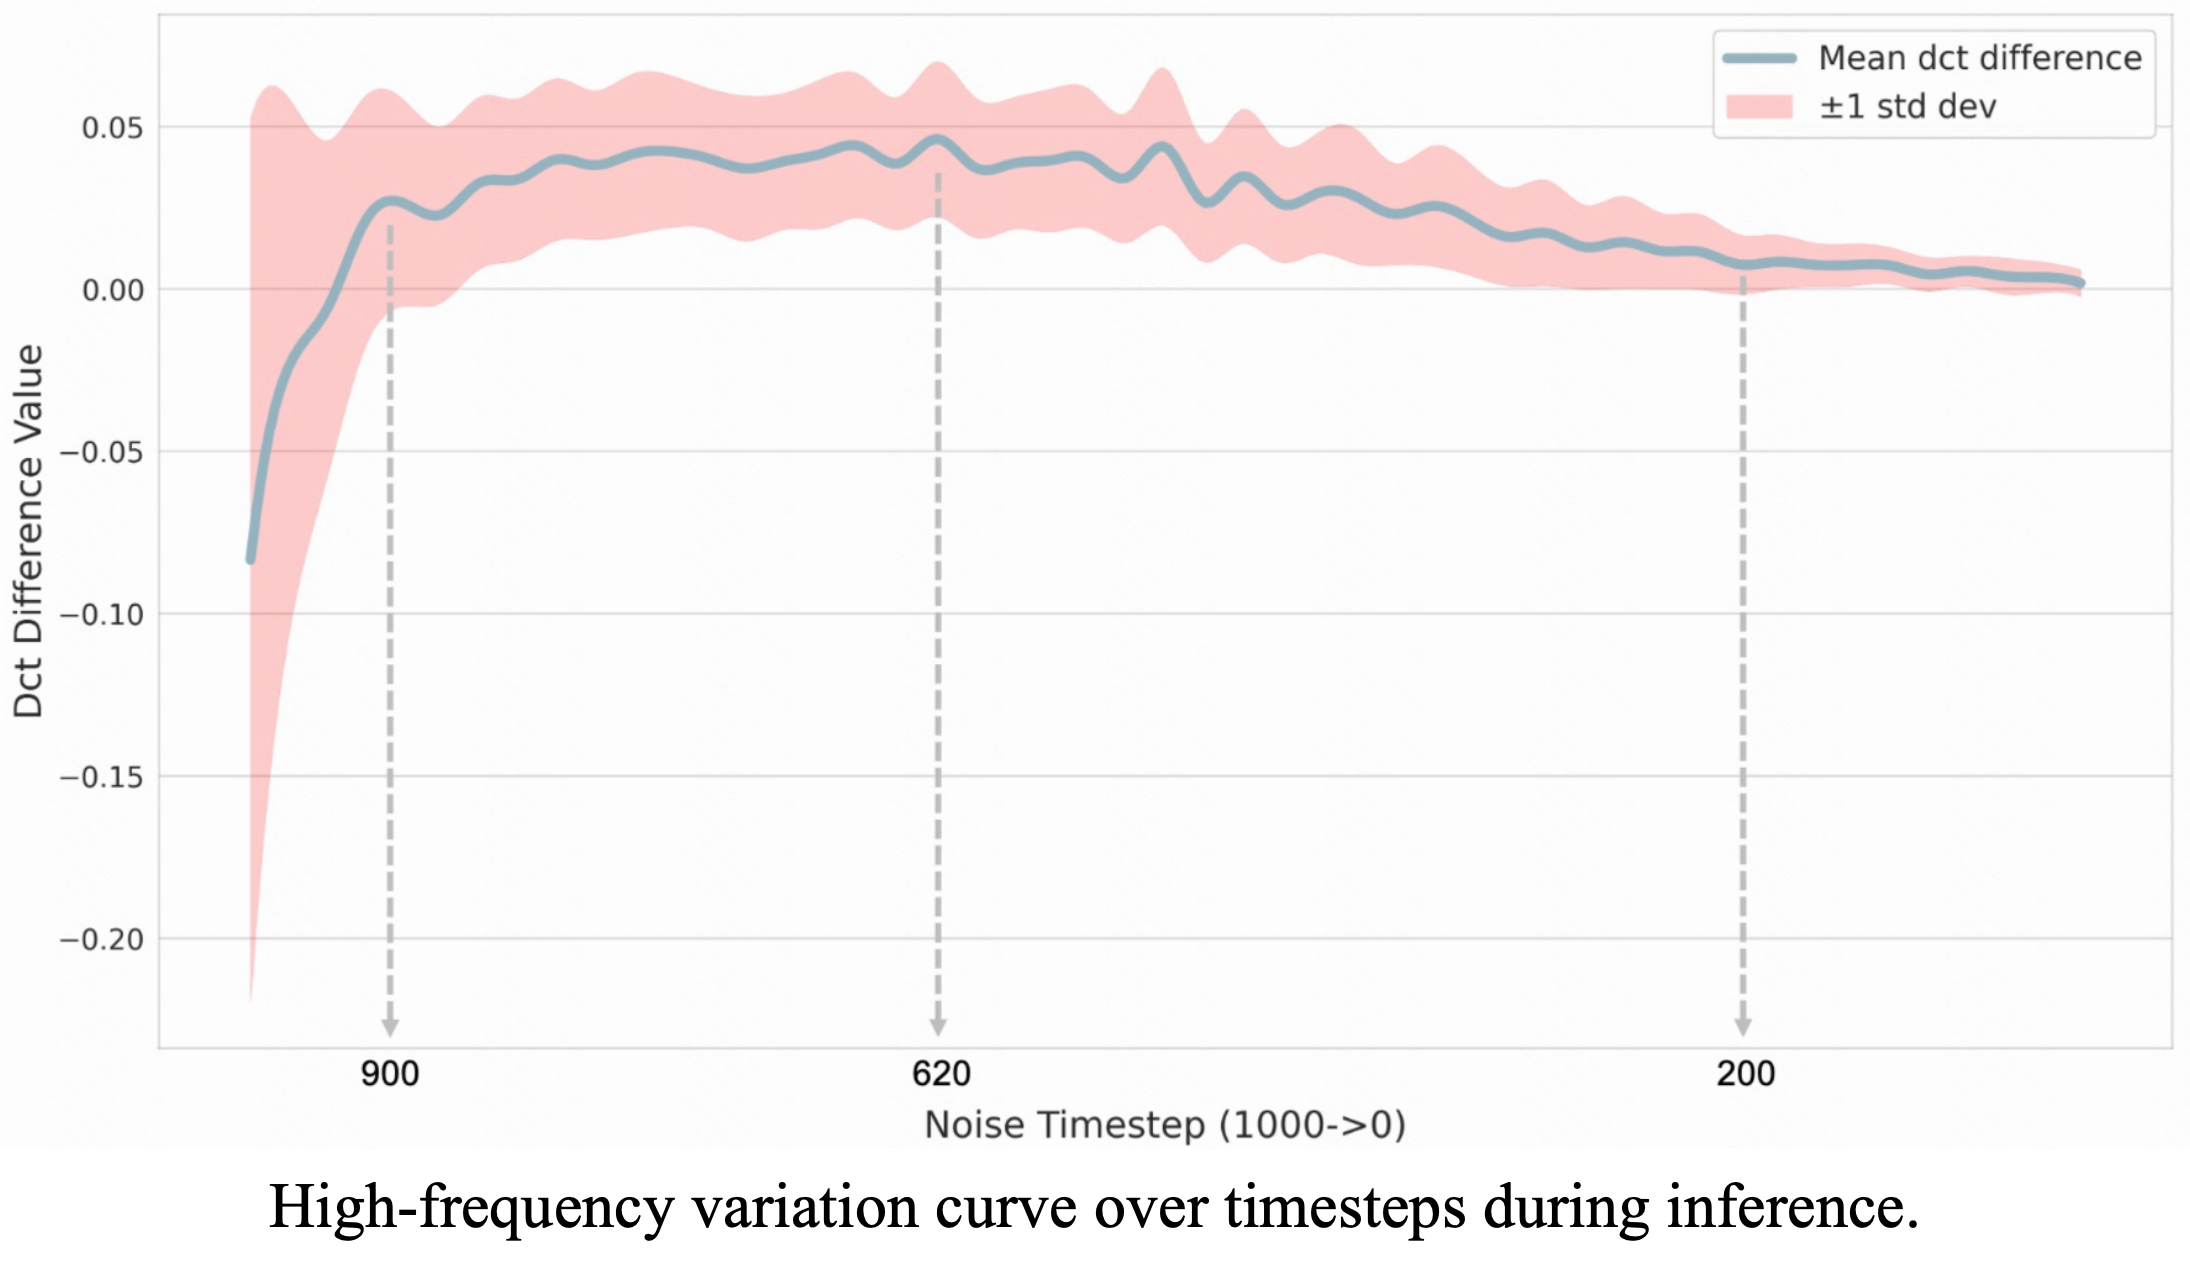 Mean dct difference
±1 std dev
0.05
0.00
−0.05
−0.10
−0.15
−0.20
Dct Difference Value
900 620 200
Noise Timestep (1000->0)
High-frequency variation curve over timesteps during inference.